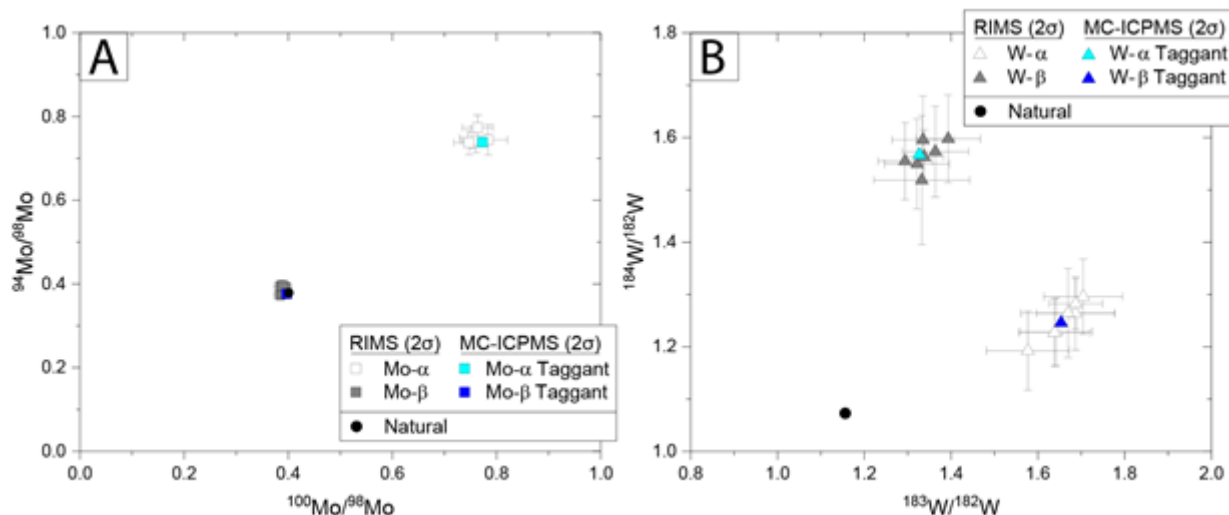 A
1.0
0.8
0.6
0.4
0.2
0.0
⁹⁴Mo/⁹⁸Mo
0.0 0.2 0.4 0.6 0.8 1.0
¹⁰⁰Mo/⁹⁸Mo
RIMS (2σ) MC-ICPMS (2σ)
Mo-α Mo-α Taggant
Mo-β Mo-β Taggant
Natural
B
1.8
1.6
1.4
1.2
1.0
¹⁸⁴W/¹⁸²W
0.8 1.0 1.2 1.4 1.6 1.8 2.0
¹⁸³W/¹⁸²W
RIMS (2σ) MC-ICPMS (2σ)
W-α W-α Taggant
W-β W-β Taggant
Natural